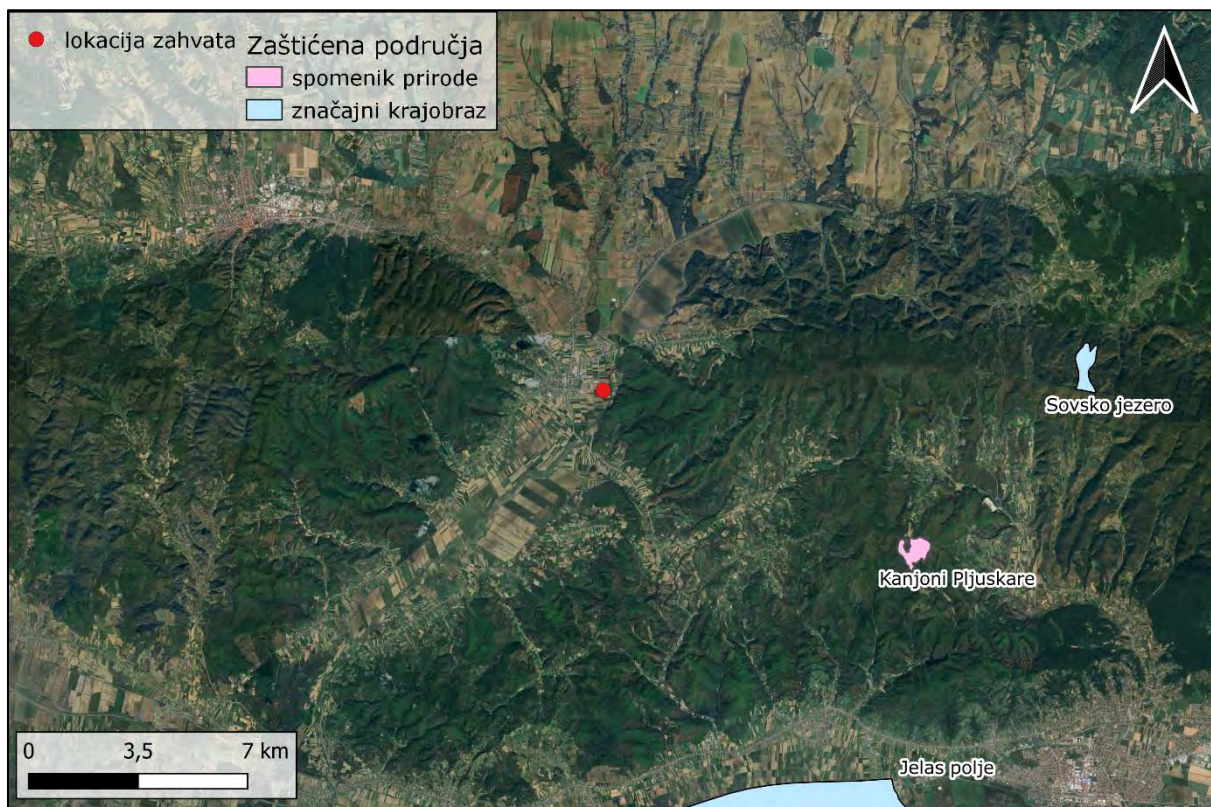 lokacija zahvata
Zaštićena područja
spomenik prirode
značajni krajobraz
Sovsko jezero
Kanjoni Pljuskare
Jelas polje
0 3,5 7 km